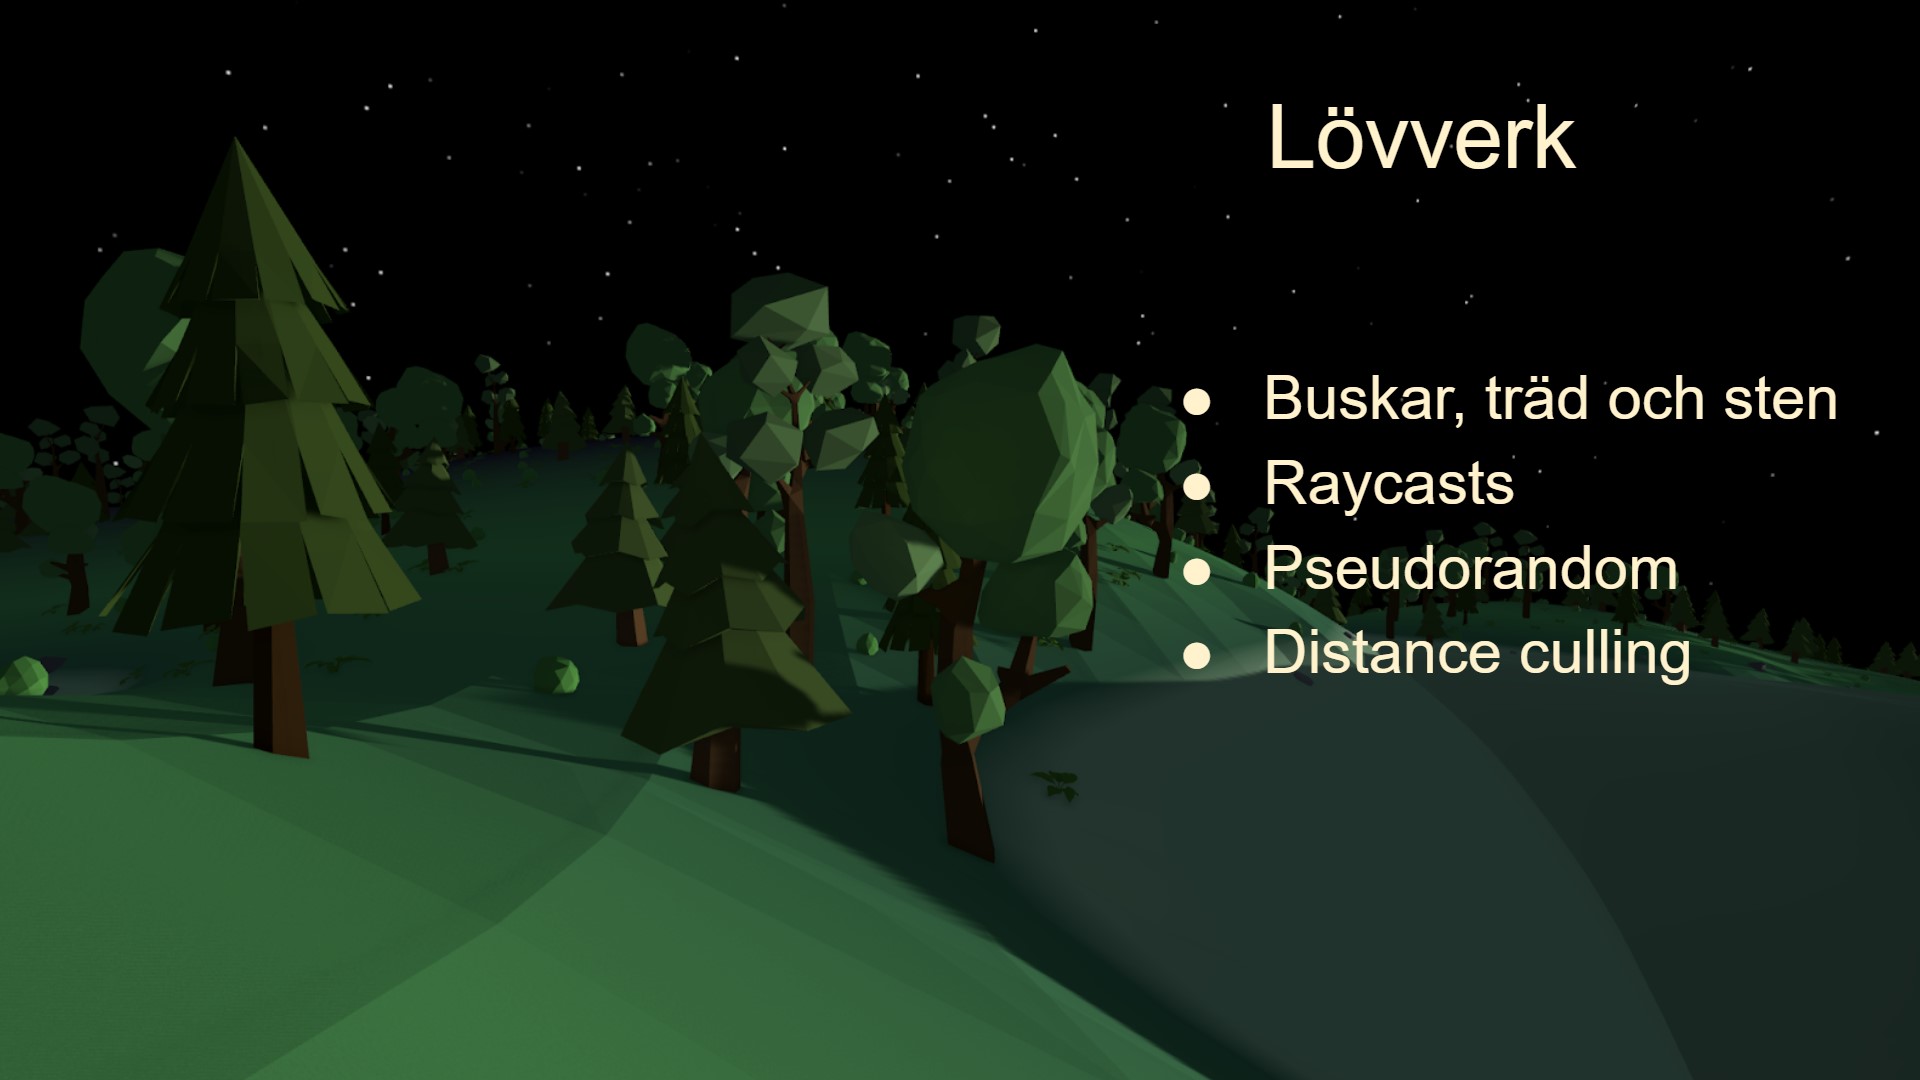 Lövverk
● Buskar, träd och sten
● Raycasts
● Pseudorandom
● Distance culling